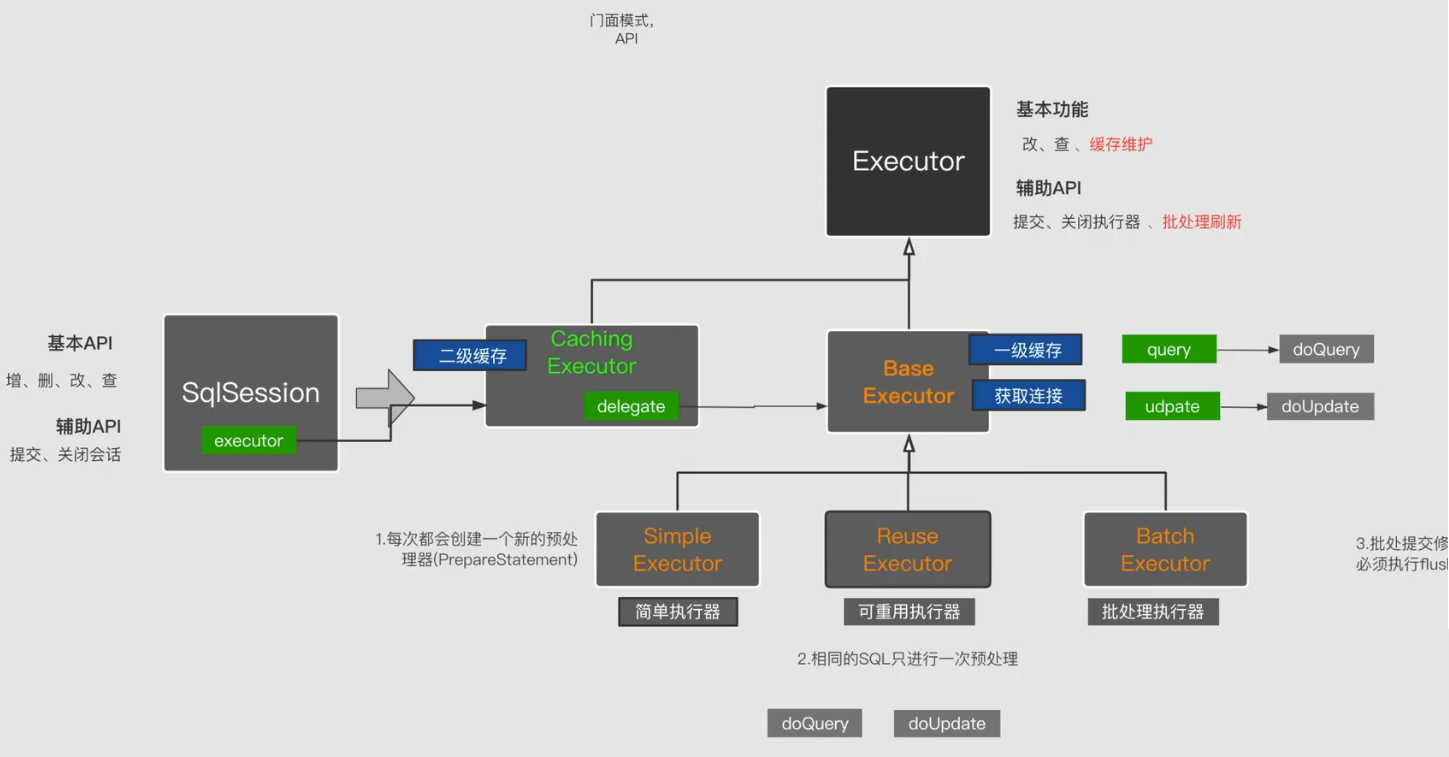 门面模式,
API
Executor
基本功能
改、查 、缓存维护
辅助API
提交、关闭执行器 、批处理刷新
基本API
增、删、改、查
辅助API
提交、关闭会话
SqlSession
executor
二级缓存
Caching
Executor
delegate
Base
Executor
一级缓存
获取连接
query
doQuery
udpate
doUpdate
1.每次都会创建一个新的预处
理器(PrepareStatement)
Simple
Executor
简单执行器
Reuse
Executor
可重用执行器
Batch
Executor
批处理执行器
3.批处提交修
必须执行flus
2.相同的SQL只进行一次预处理
doQuery
doUpdate